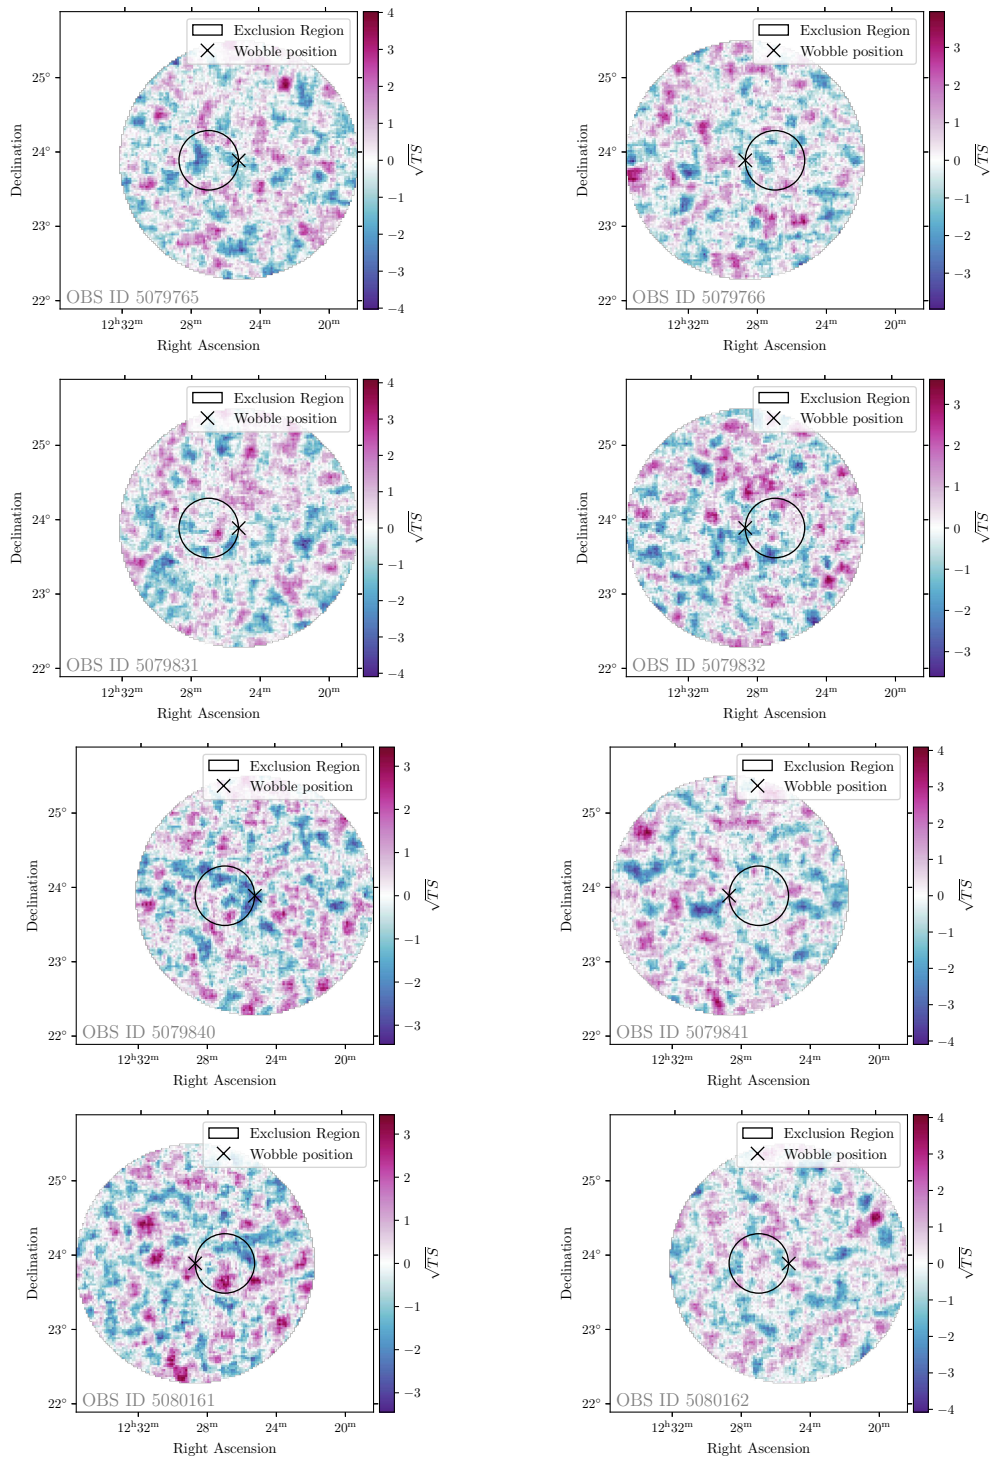 Exclusion Region
Wobble position
25°
24°
23°
22°
Declination
OBS ID 5079765
12ʰ32ᵐ 28ᵐ 24ᵐ 20ᵐ
Right Ascension
4
3
2
1
0
−1
−2
−3
−4
√TS
Exclusion Region
Wobble position
25°
24°
23°
22°
Declination
OBS ID 5079766
12ʰ32ᵐ 28ᵐ 24ᵐ 20ᵐ
Right Ascension
3
2
1
0
−1
−2
−3
√TS
Exclusion Region
Wobble position
25°
24°
23°
22°
Declination
OBS ID 5079831
12ʰ32ᵐ 28ᵐ 24ᵐ 20ᵐ
Right Ascension
4
3
2
1
0
−1
−2
−3
−4
√TS
Exclusion Region
Wobble position
25°
24°
23°
22°
Declination
OBS ID 5079832
12ʰ32ᵐ 28ᵐ 24ᵐ 20ᵐ
Right Ascension
3
2
1
0
−1
−2
−3
√TS
Exclusion Region
Wobble position
25°
24°
23°
22°
Declination
OBS ID 5079840
12ʰ32ᵐ 28ᵐ 24ᵐ 20ᵐ
Right Ascension
3
2
1
0
−1
−2
−3
√TS
Exclusion Region
Wobble position
25°
24°
23°
22°
Declination
OBS ID 5079841
12ʰ32ᵐ 28ᵐ 24ᵐ 20ᵐ
Right Ascension
4
3
2
1
0
−1
−2
−3
−4
√TS
Exclusion Region
Wobble position
25°
24°
23°
22°
Declination
OBS ID 5080161
12ʰ32ᵐ 28ᵐ 24ᵐ 20ᵐ
Right Ascension
3
2
1
0
−1
−2
−3
√TS
Exclusion Region
Wobble position
25°
24°
23°
22°
Declination
OBS ID 5080162
12ʰ32ᵐ 28ᵐ 24ᵐ 20ᵐ
Right Ascension
4
3
2
1
0
−1
−2
−3
−4
√TS